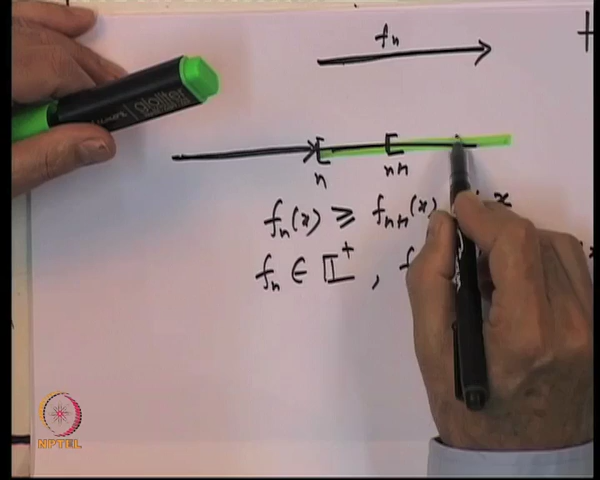 fₙ
n n+1
fₙ(x) ≥ fₙ₊₁(x) x
fₙ ∈ 𝕃⁺ , f
NPTEL